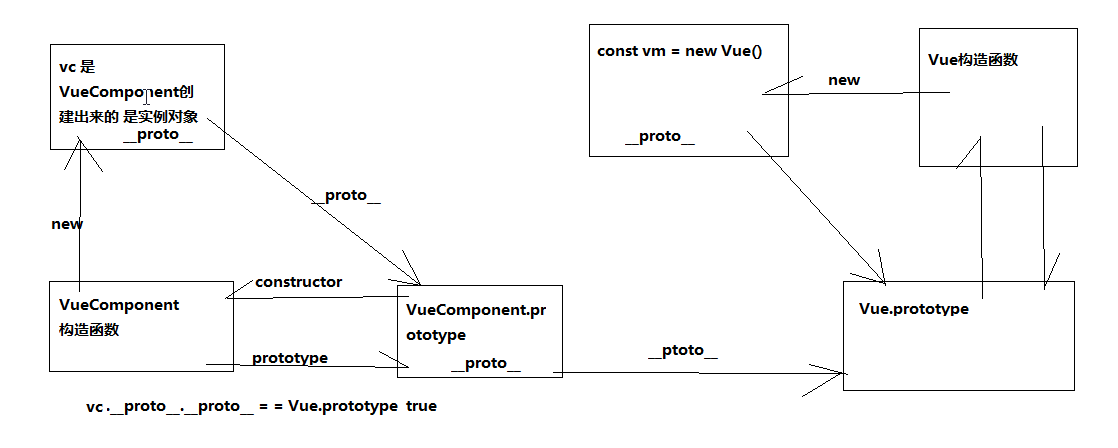 vc 是
VueComponent创
建出来的 是实例对象
__proto__
__proto__
new
VueComponent
构造函数
constructor
prototype
VueComponent.pr
ototype
__proto__
__ptoto__
vc .__proto__.__proto__ = = Vue.prototype true
const vm = new Vue()
__proto__
new
Vue构造函数
Vue.prototype